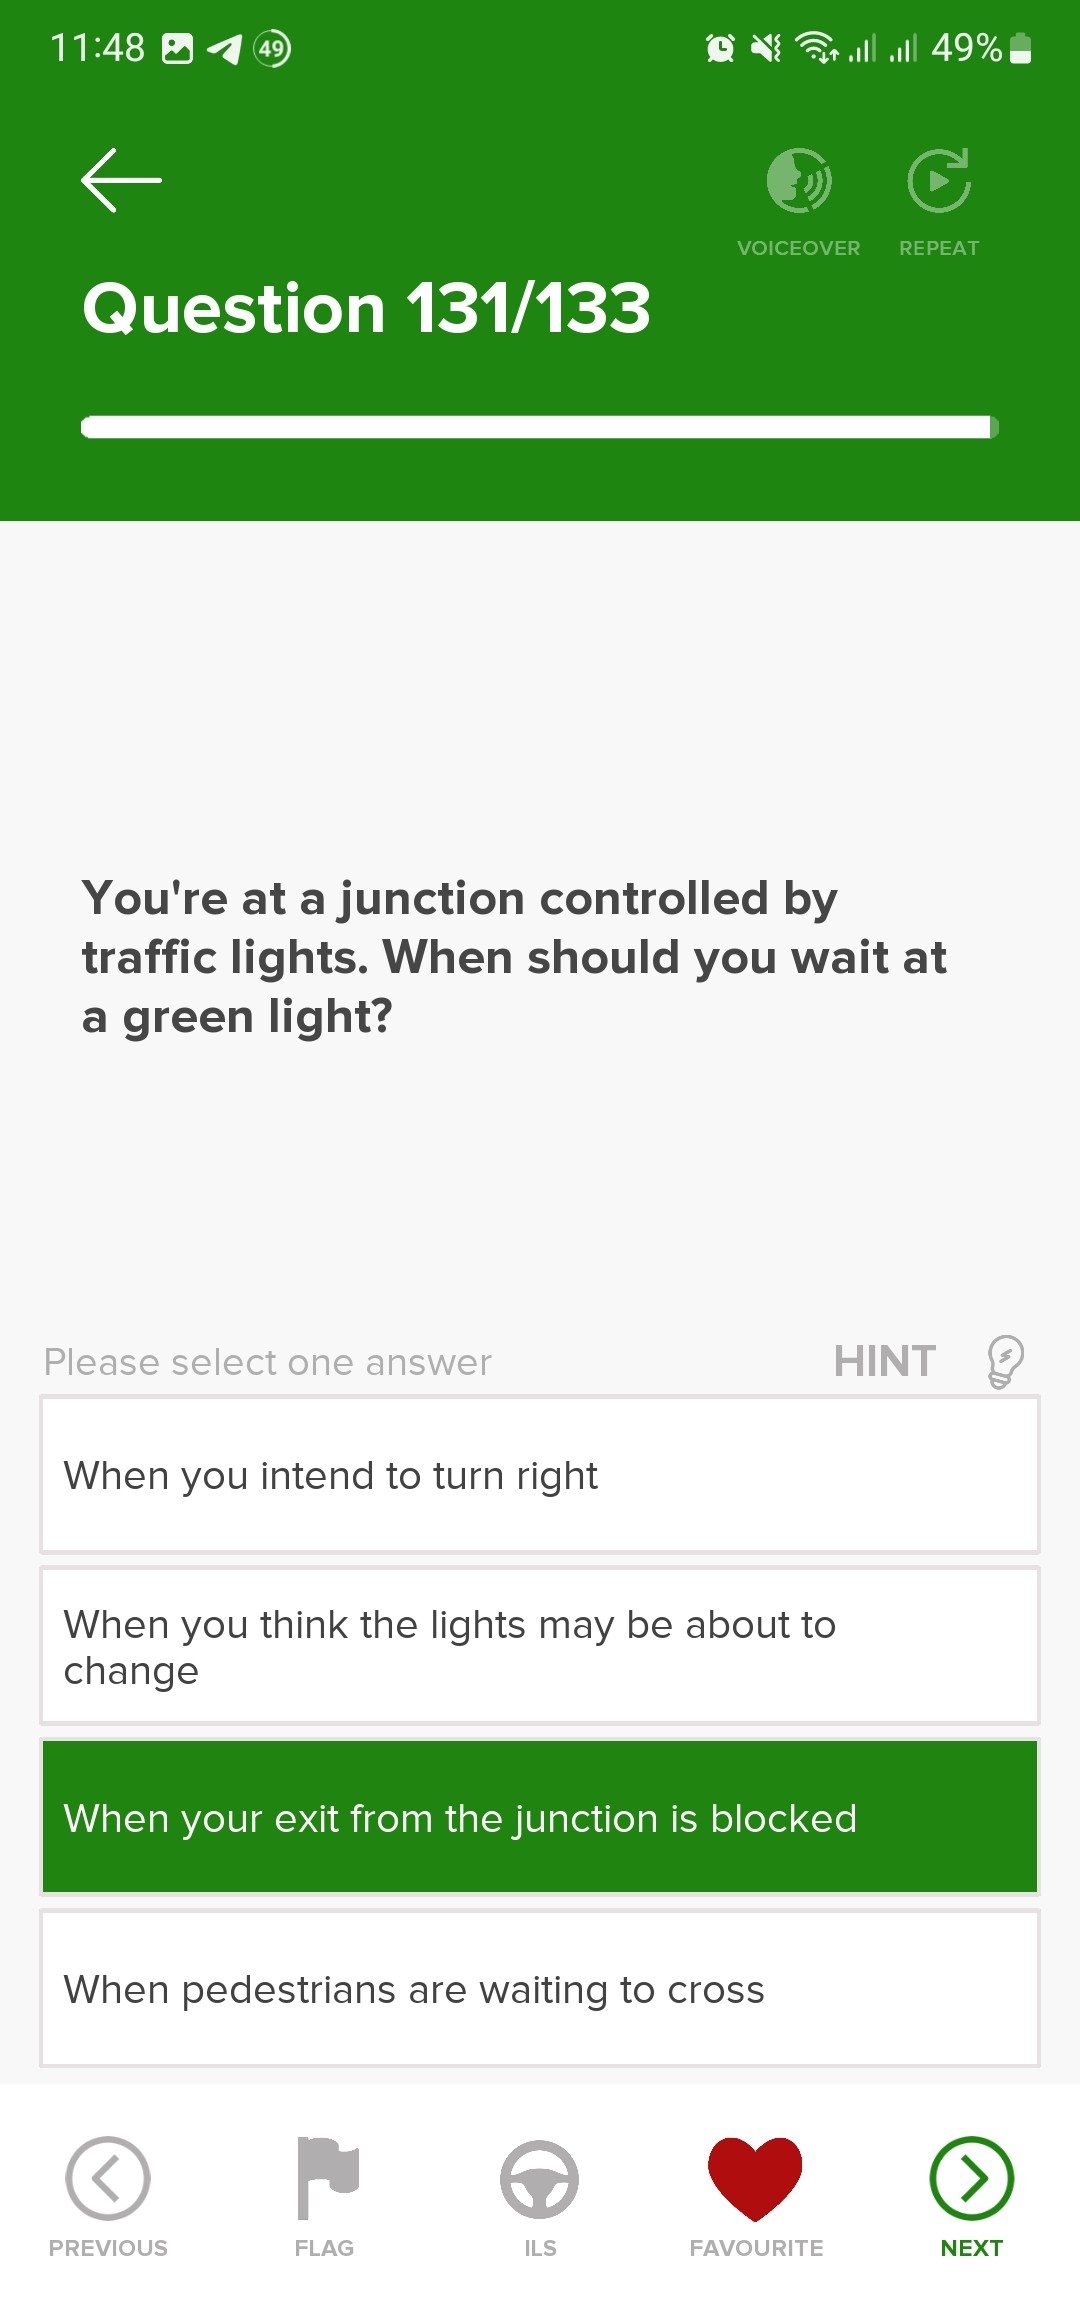 11:48 49 49%
VOICEOVER REPEAT
Question 131/133
You're at a junction controlled by
traffic lights. When should you wait at
a green light?
Please select one answer HINT
When you intend to turn right
When you think the lights may be about to
change
When your exit from the junction is blocked
When pedestrians are waiting to cross
PREVIOUS FLAG ILS FAVOURITE NEXT